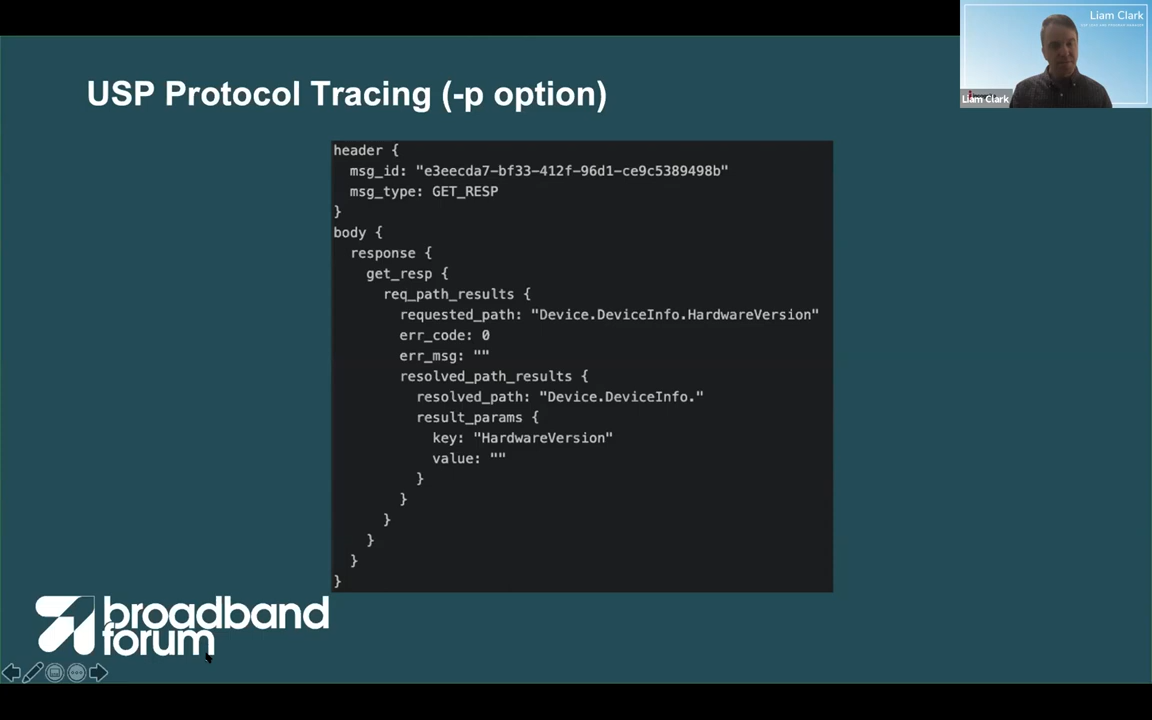 Liam Clark
Liam Clark
USP Protocol Tracing (-p option)
header {
msg_id: "e3eecda7-bf33-412f-96d1-ce9c5389498b"
msg_type: GET_RESP
}
body {
response {
get_resp {
req_path_results {
requested_path: "Device.DeviceInfo.HardwareVersion"
err_code: 0
err_msg: ""
resolved_path_results {
resolved_path: "Device.DeviceInfo."
result_params {
key: "HardwareVersion"
value: ""
}
}
}
}
}
}
broadband
forum